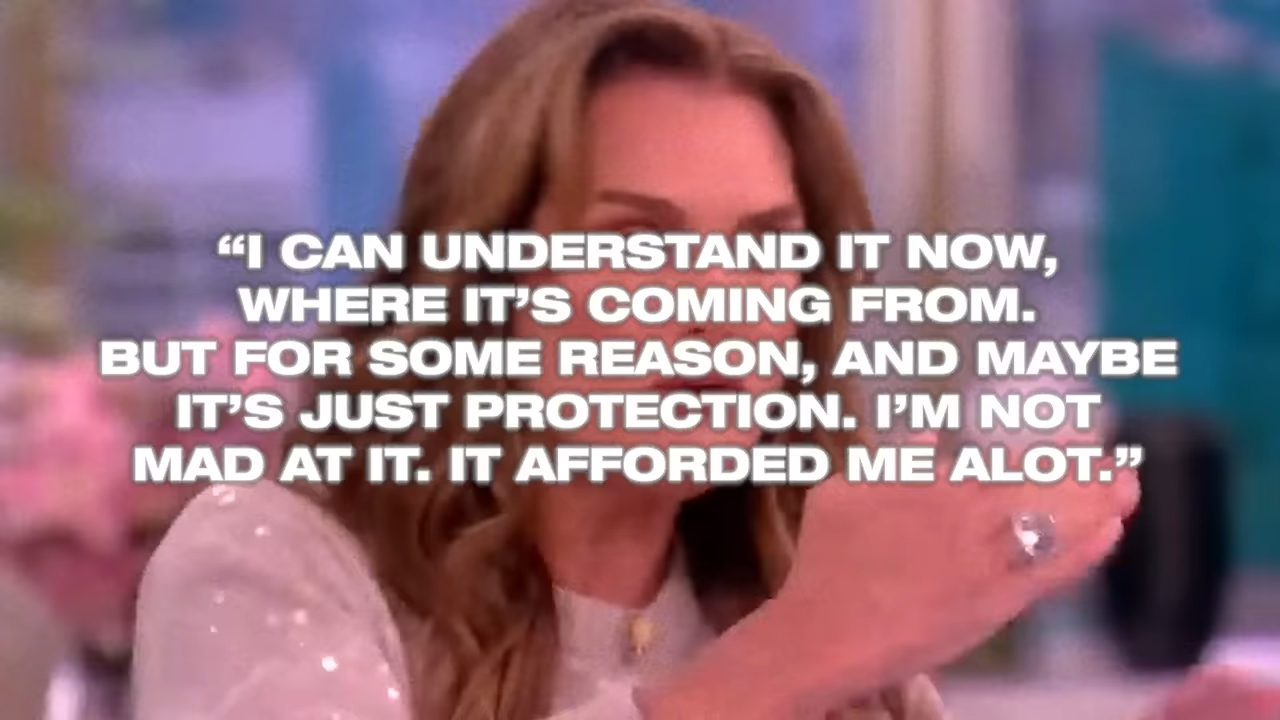 “I CAN UNDERSTAND IT NOW,
WHERE IT’S COMING FROM.
BUT FOR SOME REASON, AND MAYBE
IT’S JUST PROTECTION. I’M NOT
MAD AT IT. IT AFFORDED ME ALOT.”